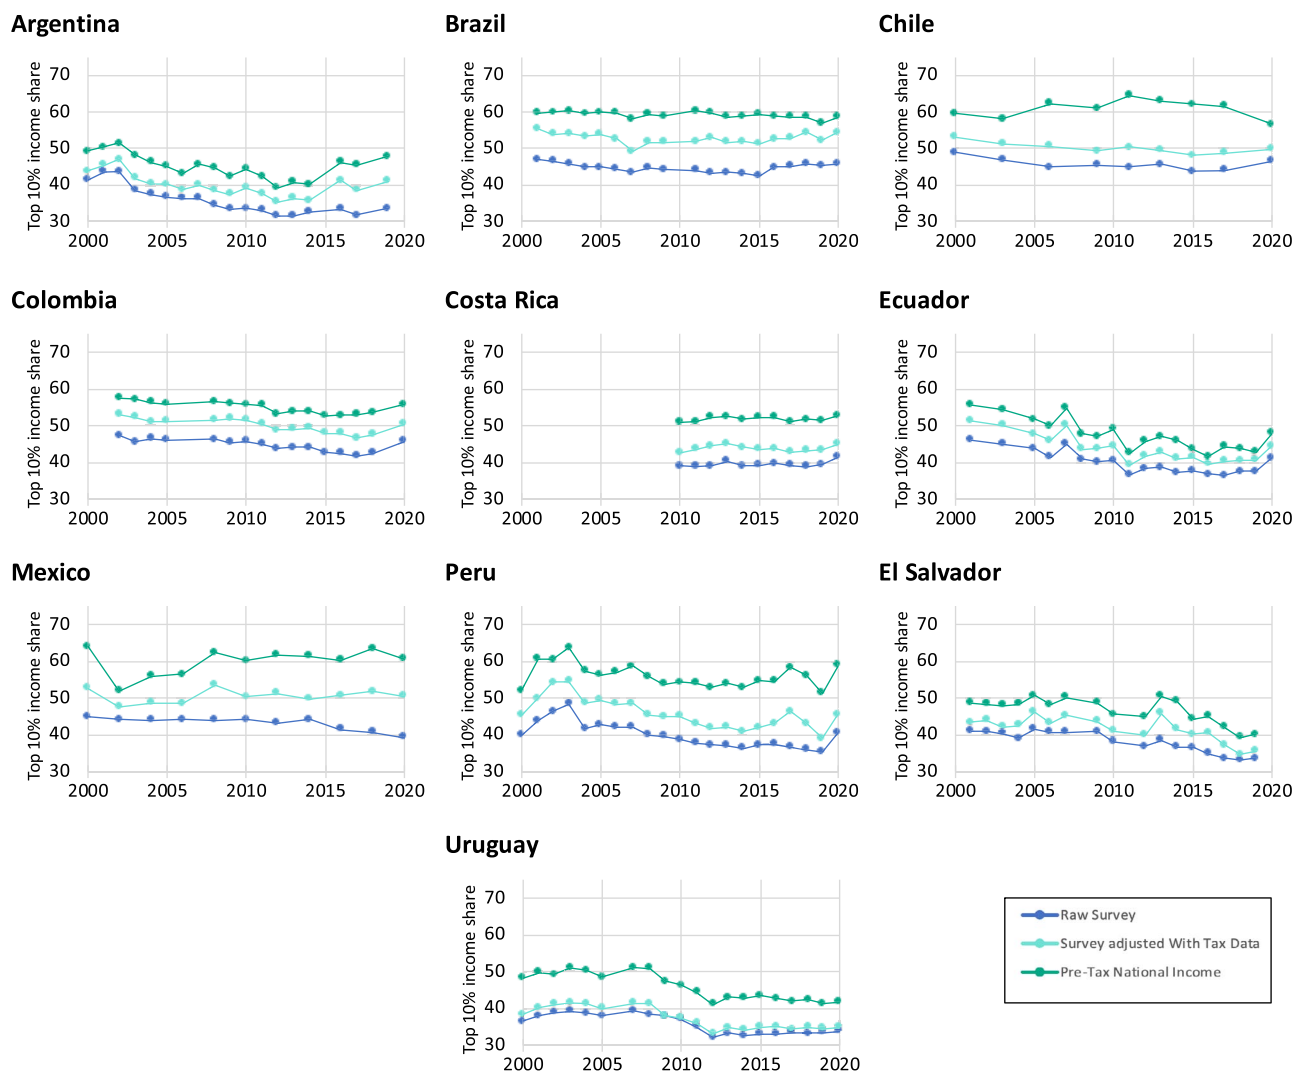 Argentina
Brazil
Chile
Top 10% income share
70
60
50
40
30
2000 2005 2010 2015 2020
Top 10% income share
70
60
50
40
30
2000 2005 2010 2015 2020
Top 10% income share
70
60
50
40
30
2000 2005 2010 2015 2020
Colombia
Costa Rica
Ecuador
Top 10% income share
70
60
50
40
30
2000 2005 2010 2015 2020
Top 10% income share
70
60
50
40
30
2000 2005 2010 2015 2020
Top 10% income share
70
60
50
40
30
2000 2005 2010 2015 2020
Mexico
Peru
El Salvador
Top 10% income share
70
60
50
40
30
2000 2005 2010 2015 2020
Top 10% income share
70
60
50
40
30
2000 2005 2010 2015 2020
Top 10% income share
70
60
50
40
30
2000 2005 2010 2015 2020
Uruguay
Top 10% income share
70
60
50
40
30
2000 2005 2010 2015 2020
Raw Survey
Survey adjusted With Tax Data
Pre-Tax National Income